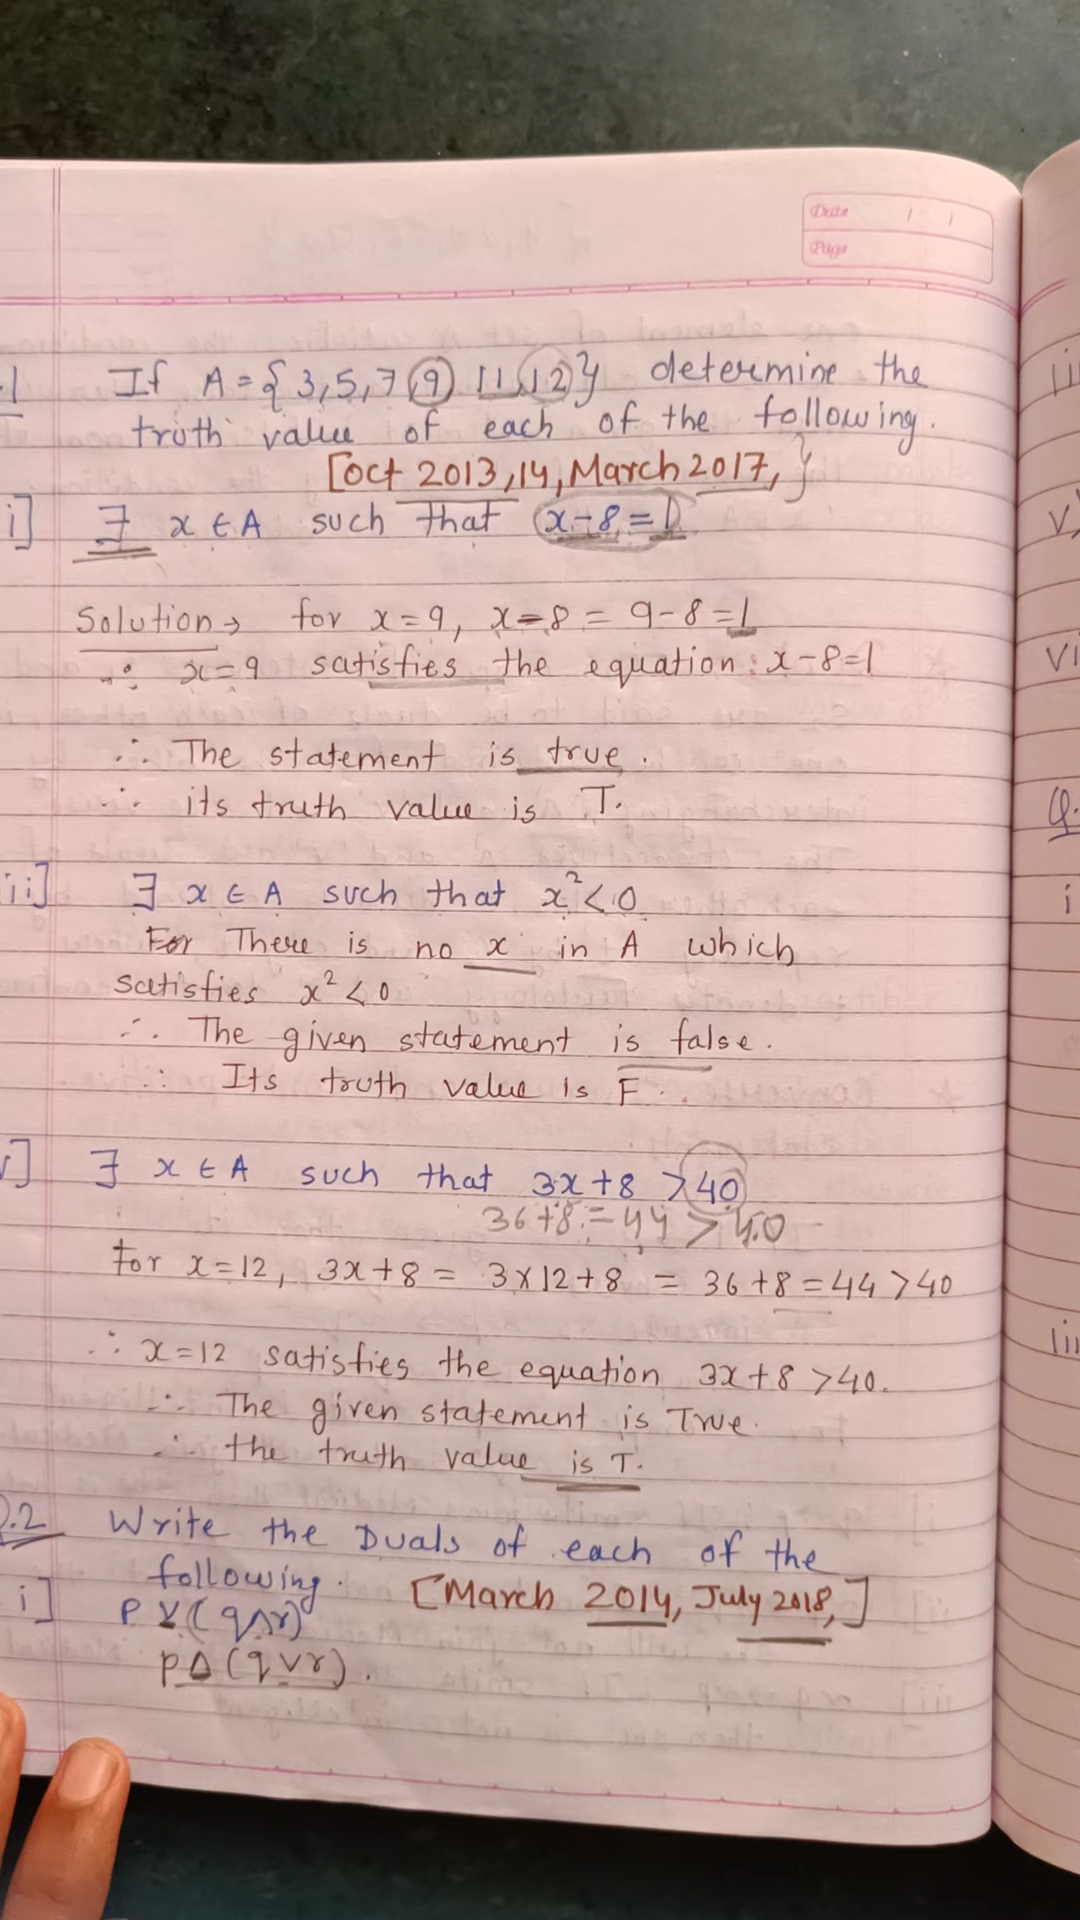 Date / /
Page
.1 If A = {3,5,7,9, 11,12} determine the
truth value of each of the following.
[Oct 2013,14, March 2017,}
i] ∃ x ∈ A such that x-8=1
Solution → for x=9, x-8 = 9-8=1
∴ x=9 satisfies the equation: x-8=1
∴ The statement is true.
∴ its truth value is T.
ii] ∃ x ∈ A such that x²<0
For There is no x in A which
satisfies x²<0
∴ The given statement is false.
∴ Its truth value is F.
] ∃ x ∈ A such that 3x+8 >40
36+8 = 44 > 40
for x=12, 3x+8 = 3×12+8 = 36+8=44>40
∴ x=12 satisfies the equation 3x+8>40.
∴ The given statement is True.
∴ the truth value is T.
Q.2 Write the Duals of each of the
following. [March 2014, July 2018,]
i] P∨(q∧r)
p∧(q∨r).